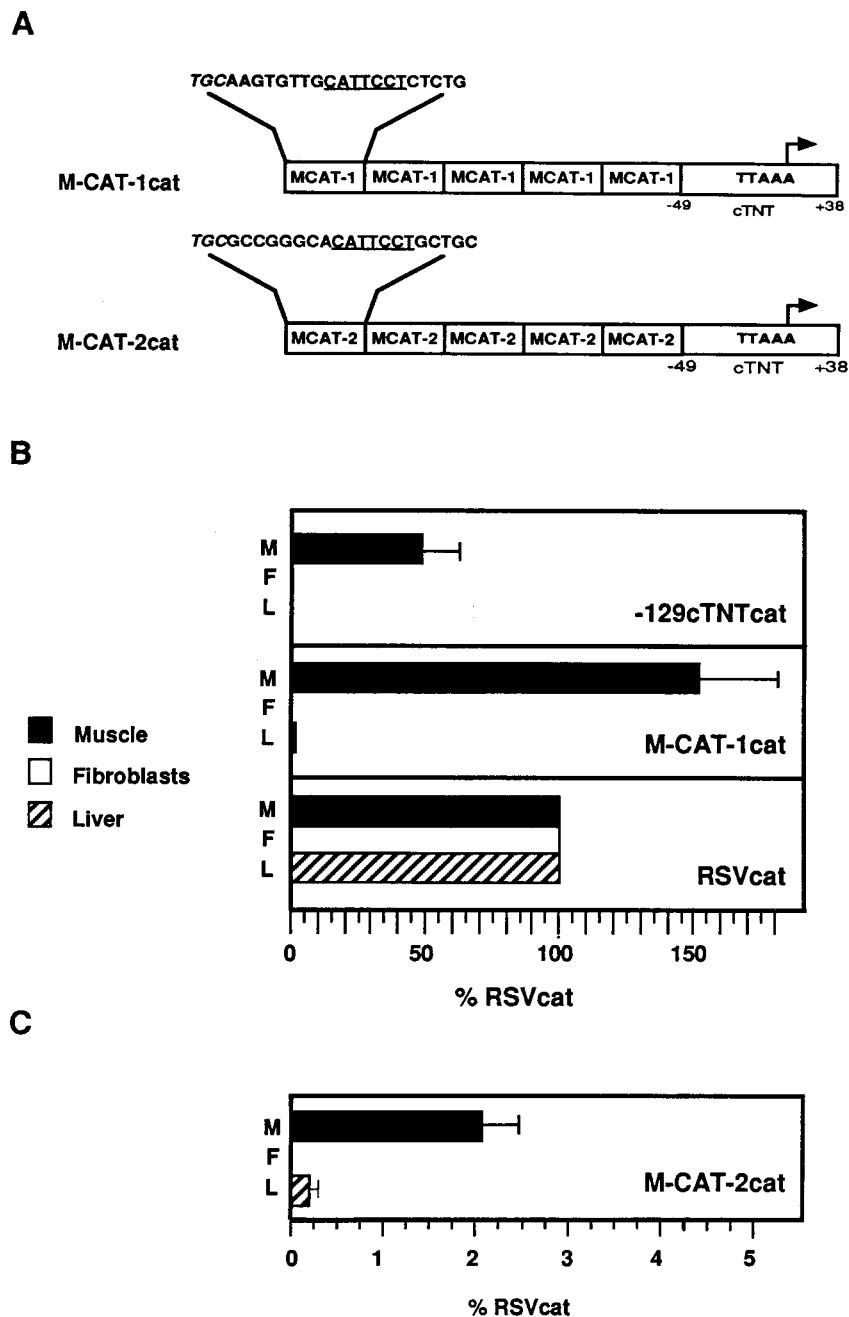 A
TGCAAGTGTTGCATTCCTCTCTG
M-CAT-1cat
MCAT-1 MCAT-1 MCAT-1 MCAT-1 MCAT-1 TTAAA
-49 cTNT +38
TGCGCCGGGCACATTCCTGCTGC
M-CAT-2cat
MCAT-2 MCAT-2 MCAT-2 MCAT-2 MCAT-2 TTAAA
-49 cTNT +38
B
M
F
L
-129cTNTcat
M
F
L
M-CAT-1cat
M
F
L
RSVcat
Muscle
Fibroblasts
Liver
0 50 100 150
% RSVcat
C
M
F
L
M-CAT-2cat
0 1 2 3 4 5
% RSVcat